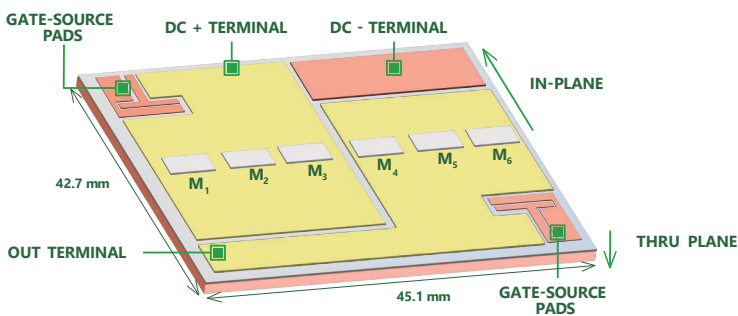 GATE-SOURCE
PADS
DC + TERMINAL
DC - TERMINAL
IN-PLANE
M1
M2
M3
M4
M5
M6
42.7 mm
OUT TERMINAL
THRU PLANE
45.1 mm
GATE-SOURCE
PADS